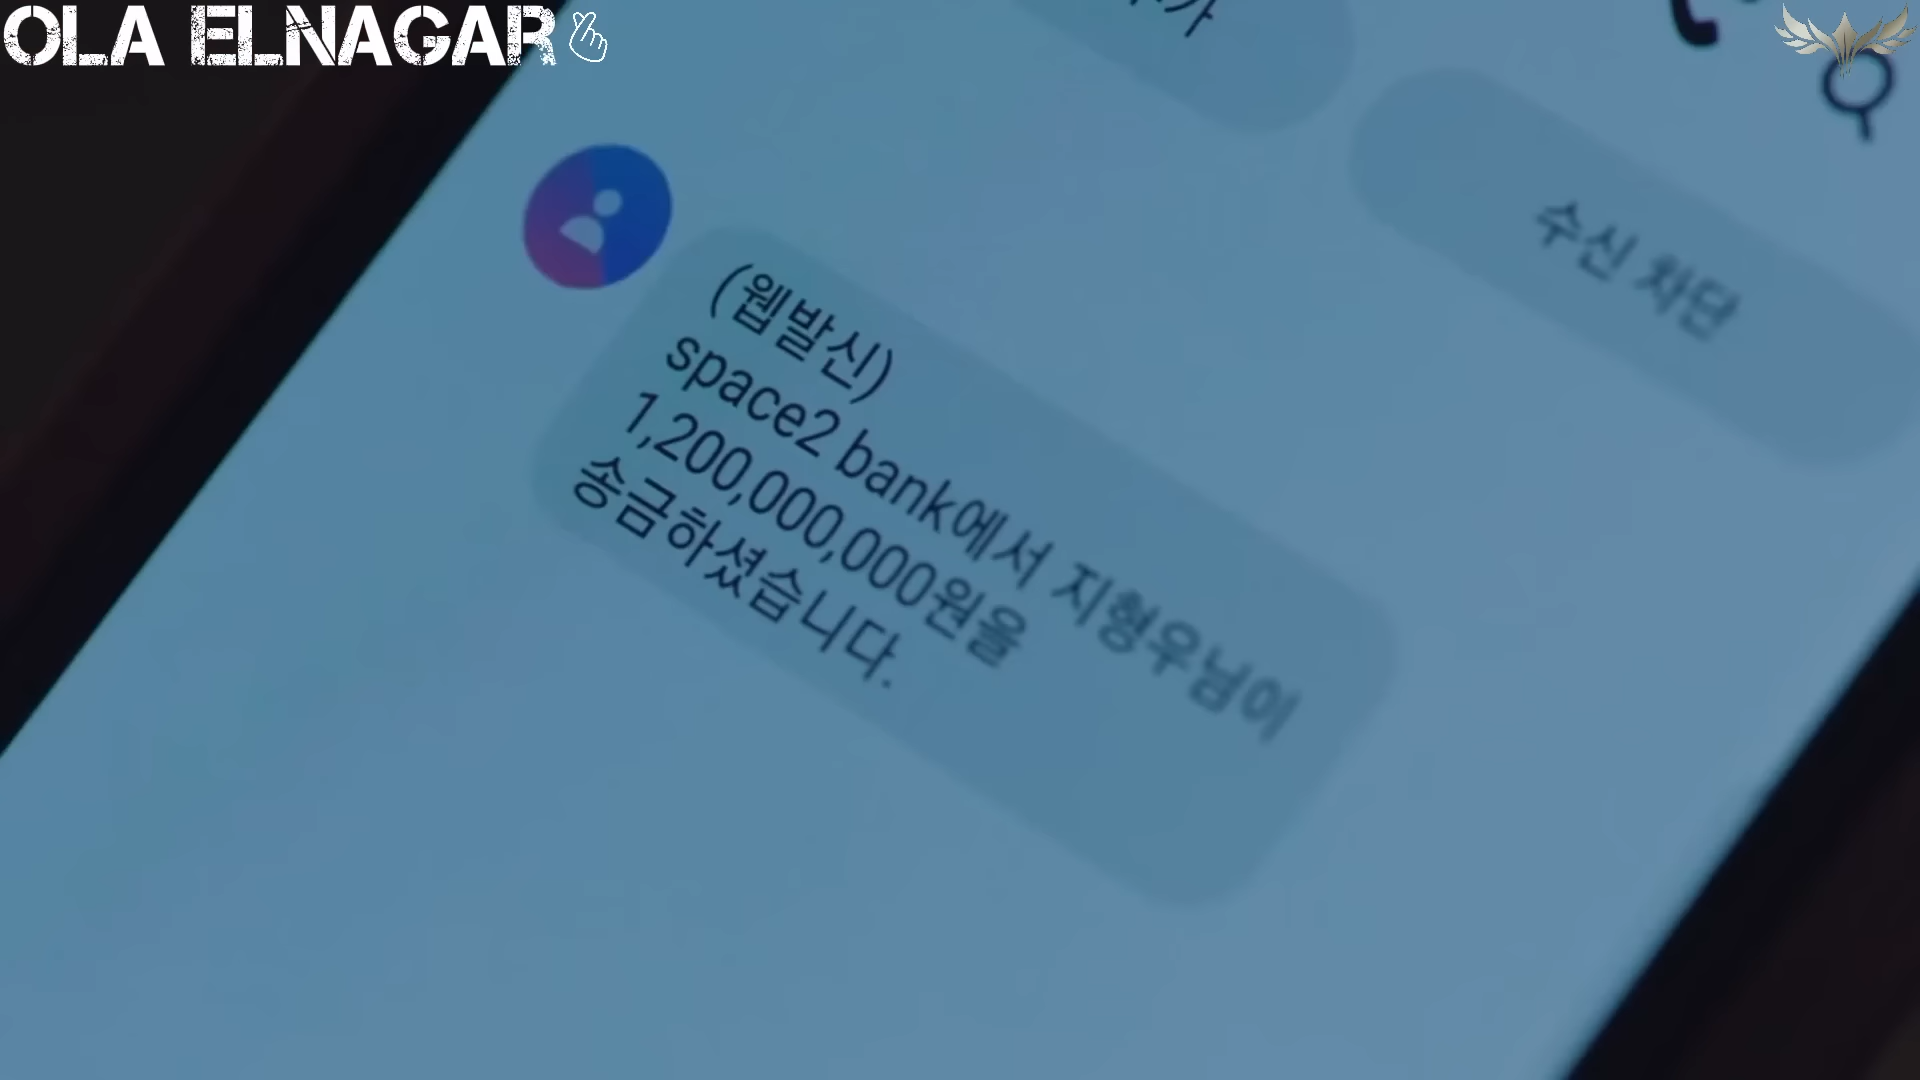 OLA ELNAGAR
수신 차단
(웹발신)
space2 bank에서 지형우님이
1,200,000,000원을
송금하셨습니다.